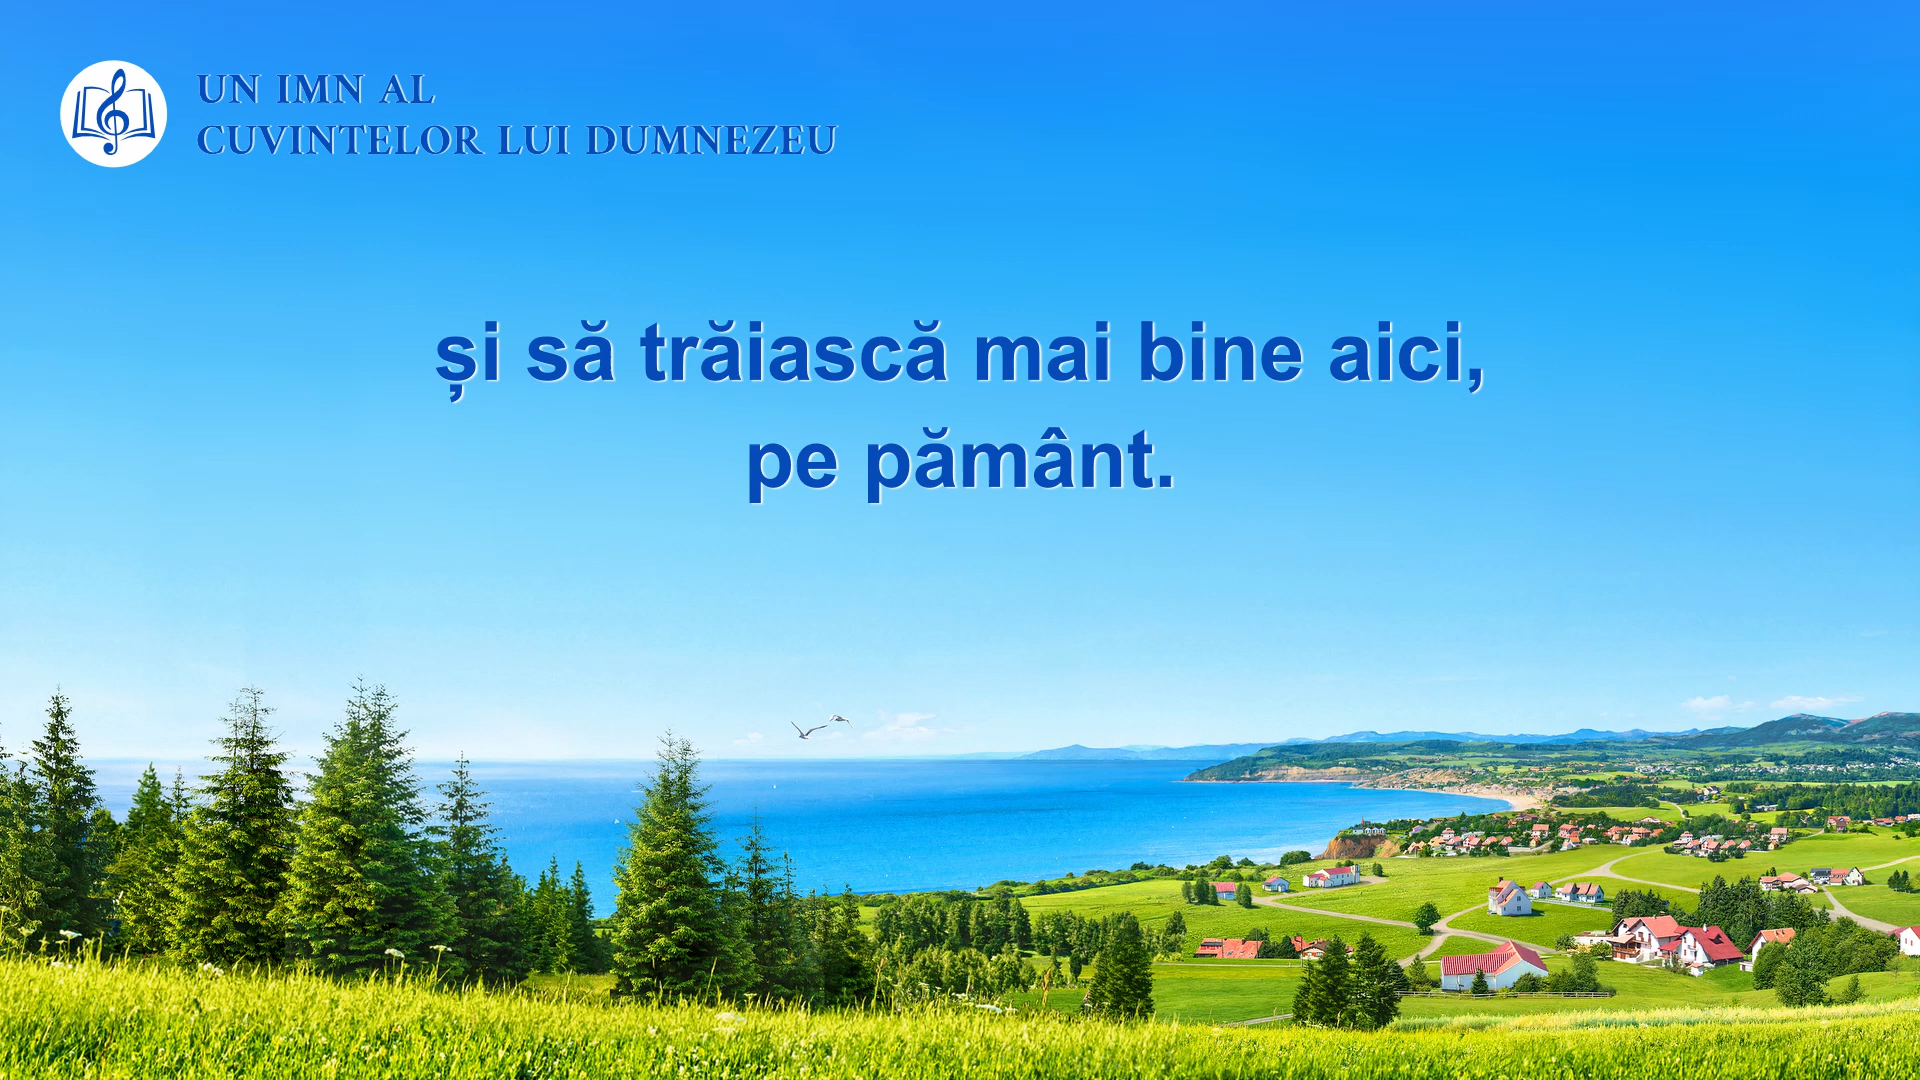 UN IMN AL
CUVINTELOR LUI DUMNEZEU
și să trăiască mai bine aici,
pe pământ.